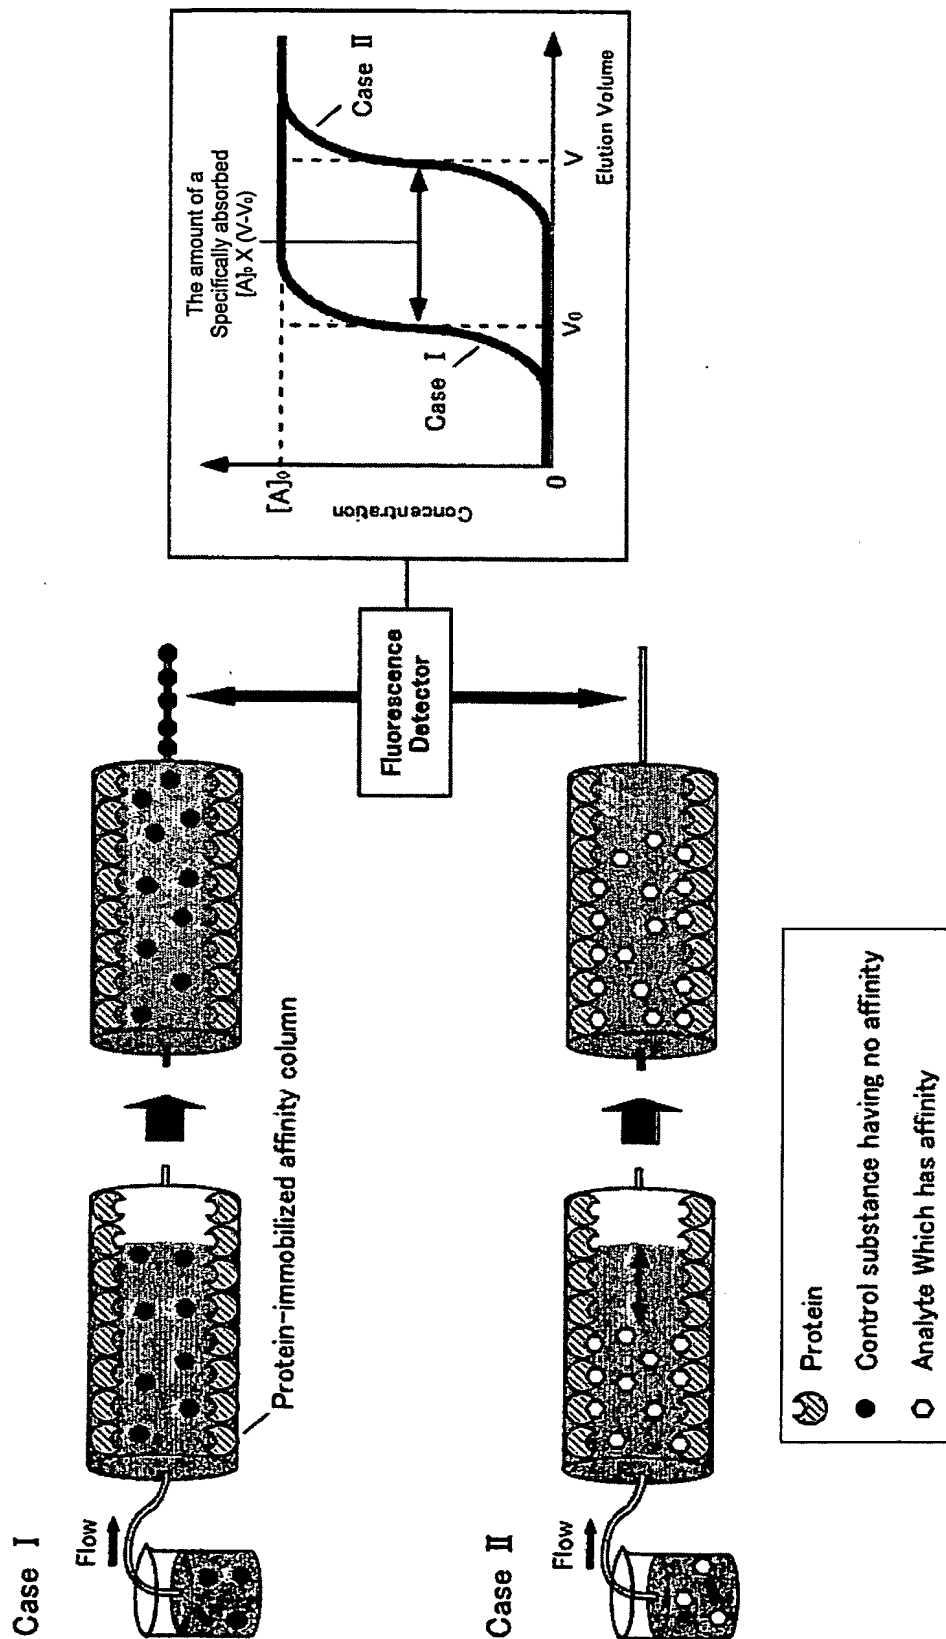 Case I
Flow
Protein-immobilized affinity column
Case II
Flow
Fluorescence
Detector
The amount of a
Specifically absorbed
[A]₀ X (V-V₀)
[A]₀
Concentration
Case I
Case II
0
V₀
V
Elution Volume
Protein
Control substance having no affinity
Analyte Which has affinity